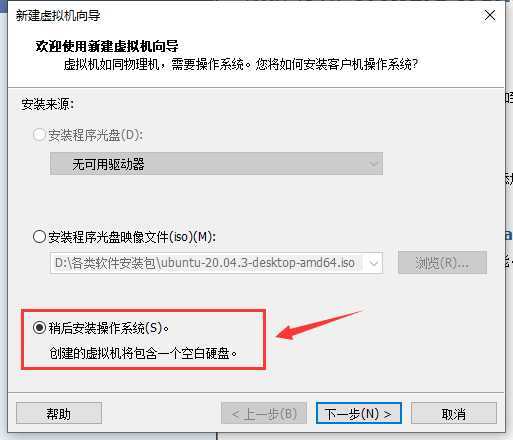 新建虚拟机向导
欢迎使用新建虚拟机向导
虚拟机如同物理机，需要操作系统。您将如何安装客户机操作系统?
安装来源:
安装程序光盘(D):
无可用驱动器
安装程序光盘映像文件(iso)(M):
D:\各类软件安装包\ubuntu-20.04.3-desktop-amd64.iso
浏览(R)...
稍后安装操作系统(S)。
创建的虚拟机将包含一个空白硬盘。
帮助
< 上一步(B)
下一步(N) >
取消